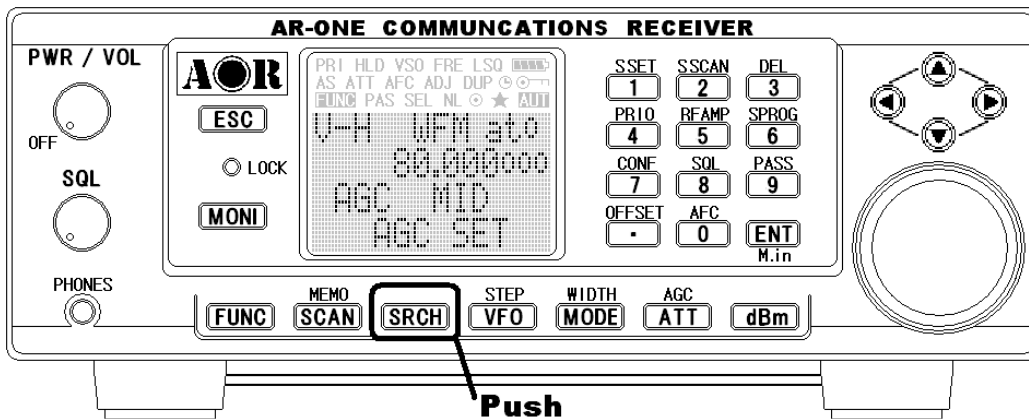 AR-ONE COMMUNCATIONS RECEIVER
PWR / VOL
OFF
SQL
PHONES
AOR
ESC
LOCK
MONI
PRI HLD VSO FRE LSQ
AS ATT AFC ADJ DUP
FUNC PAS SEL NL ★ AUT
V-H WFM ato
80.000000
AGC MID
AGC SET
SSET SSCAN DEL
1 2 3
PRIO RFAMP SPROG
4 5 6
CONF SQL PASS
7 8 9
OFFSET AFC
. 0 ENT
M.in
MEMO STEP WIDTH AGC
FUNC SCAN SRCH VFO MODE ATT dBm
Push